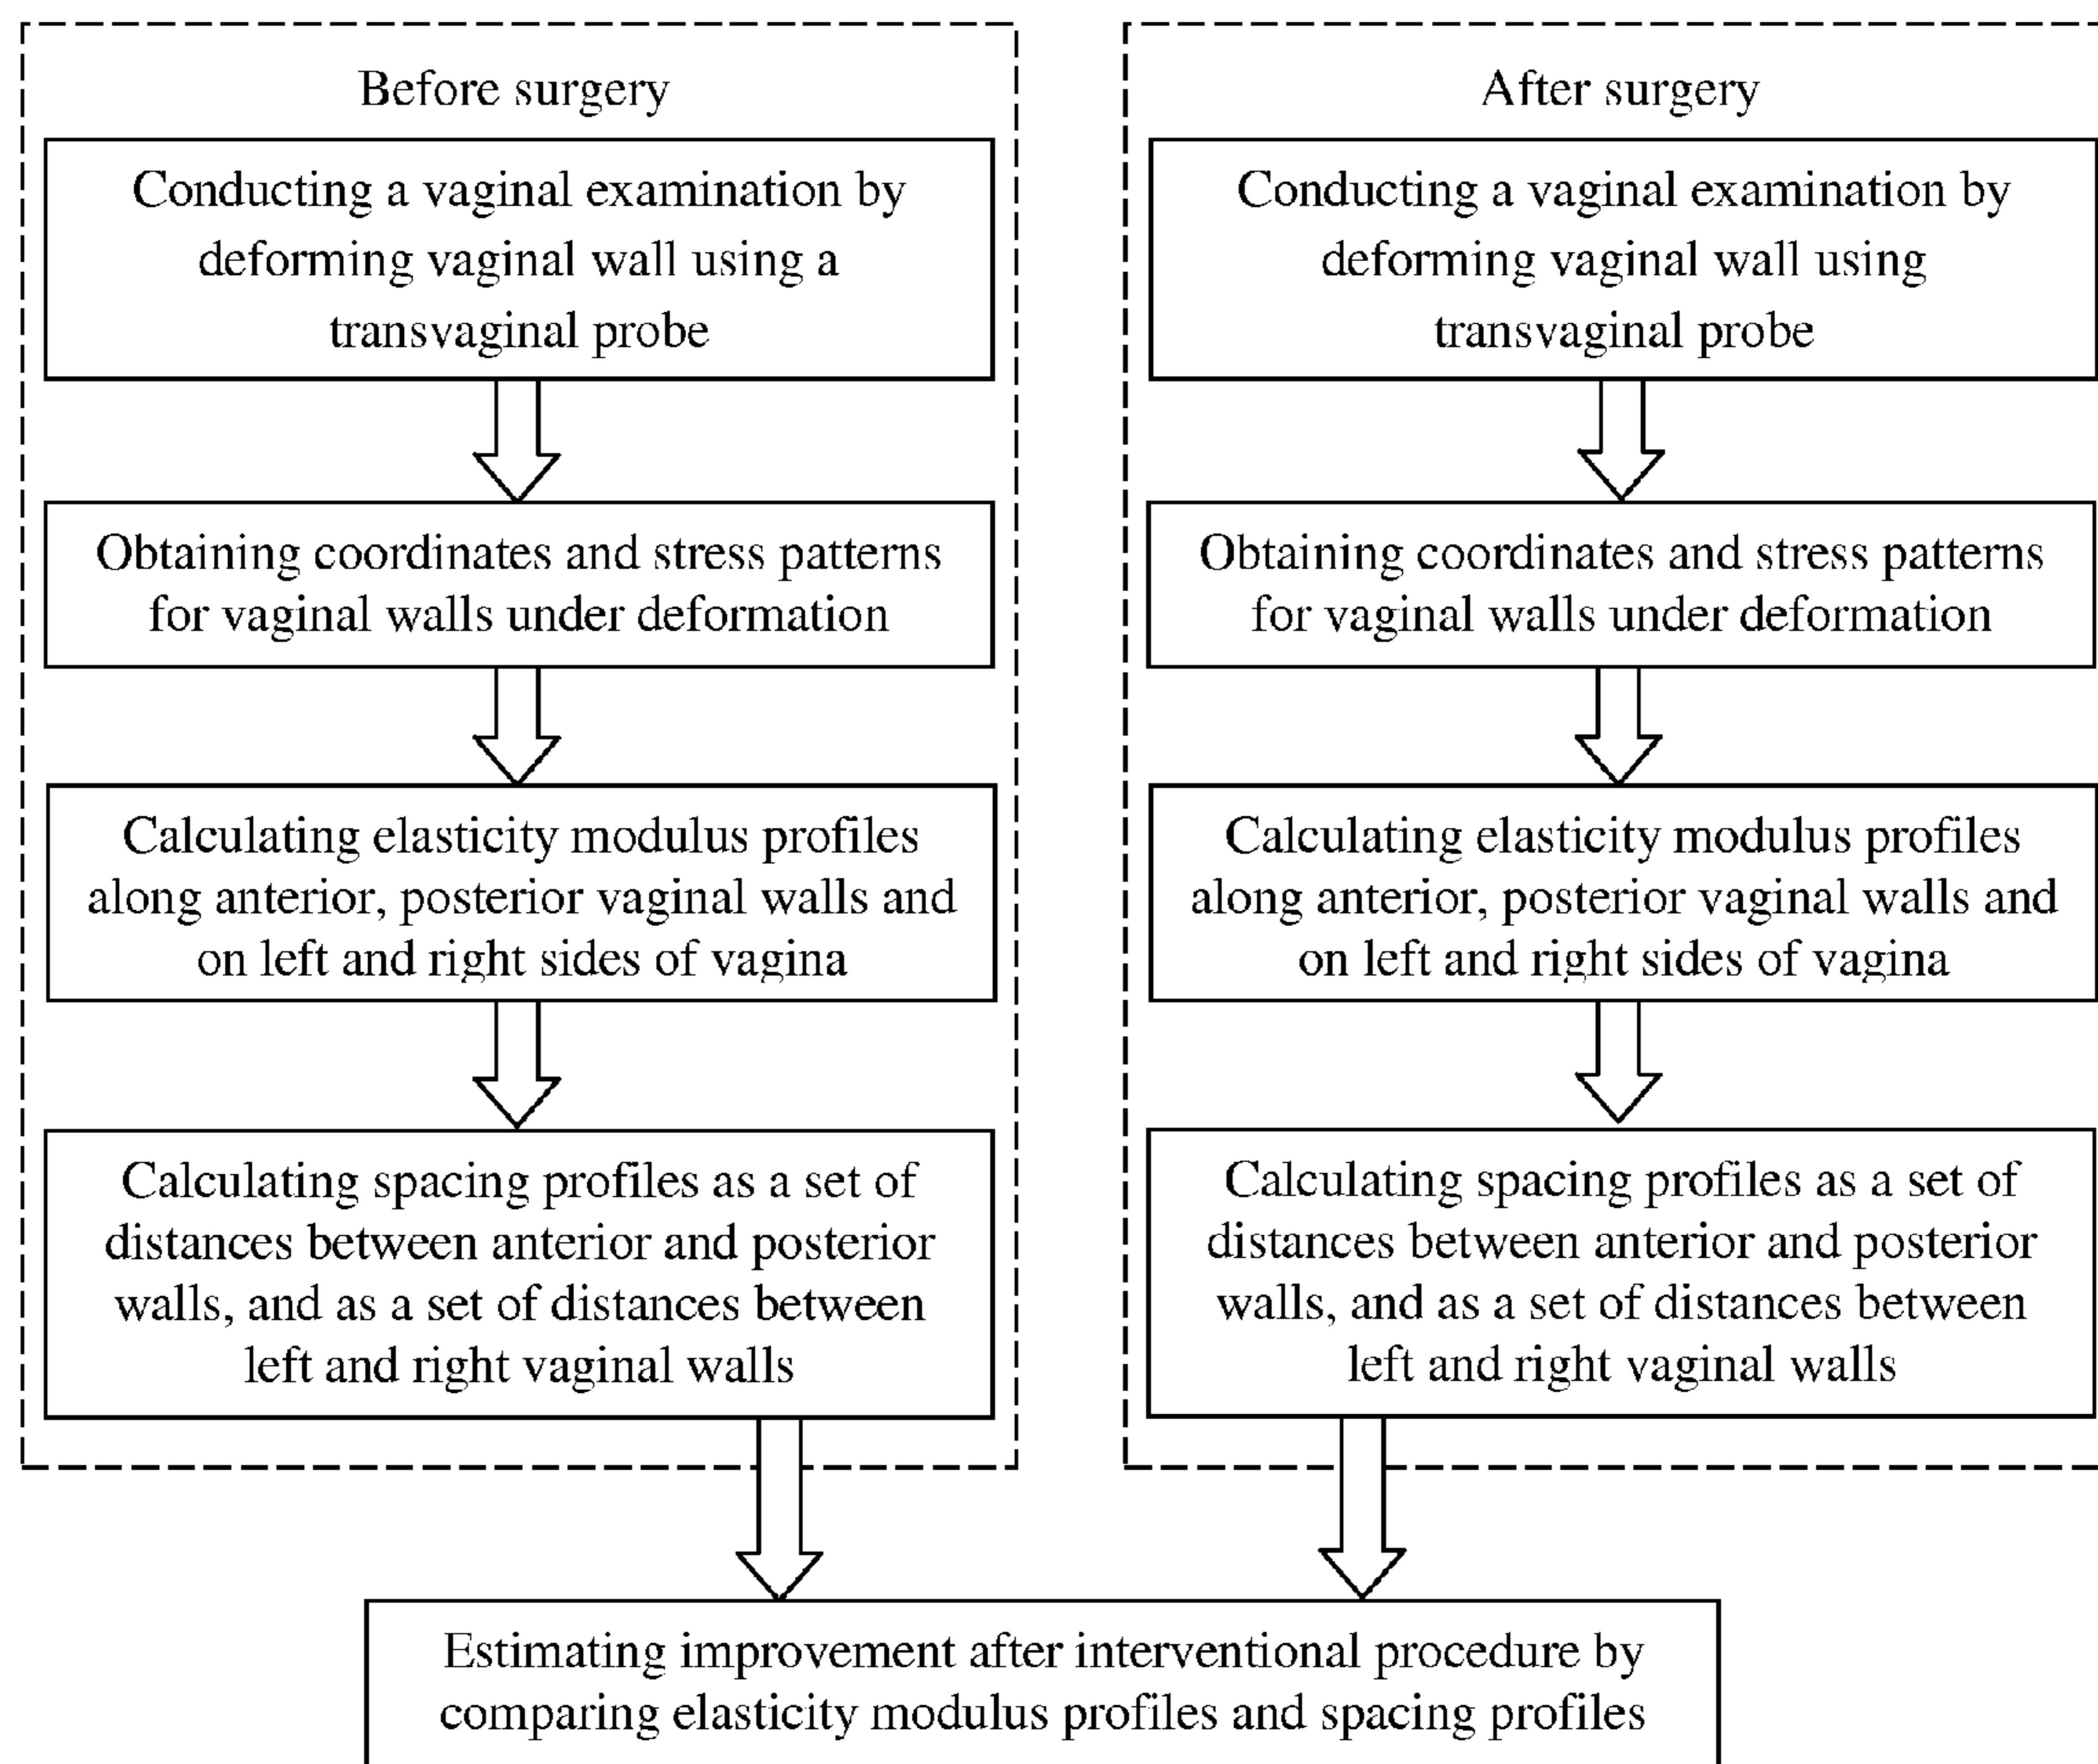 Before surgery
Conducting a vaginal examination by
deforming vaginal wall using a
transvaginal probe
Obtaining coordinates and stress patterns
for vaginal walls under deformation
Calculating elasticity modulus profiles
along anterior, posterior vaginal walls and
on left and right sides of vagina
Calculating spacing profiles as a set of
distances between anterior and posterior
walls, and as a set of distances between
left and right vaginal walls
After surgery
Conducting a vaginal examination by
deforming vaginal wall using
transvaginal probe
Obtaining coordinates and stress patterns
for vaginal walls under deformation
Calculating elasticity modulus profiles
along anterior, posterior vaginal walls and
on left and right sides of vagina
Calculating spacing profiles as a set of
distances between anterior and posterior
walls, and as a set of distances between
left and right vaginal walls
Estimating improvement after interventional procedure by
comparing elasticity modulus profiles and spacing profiles